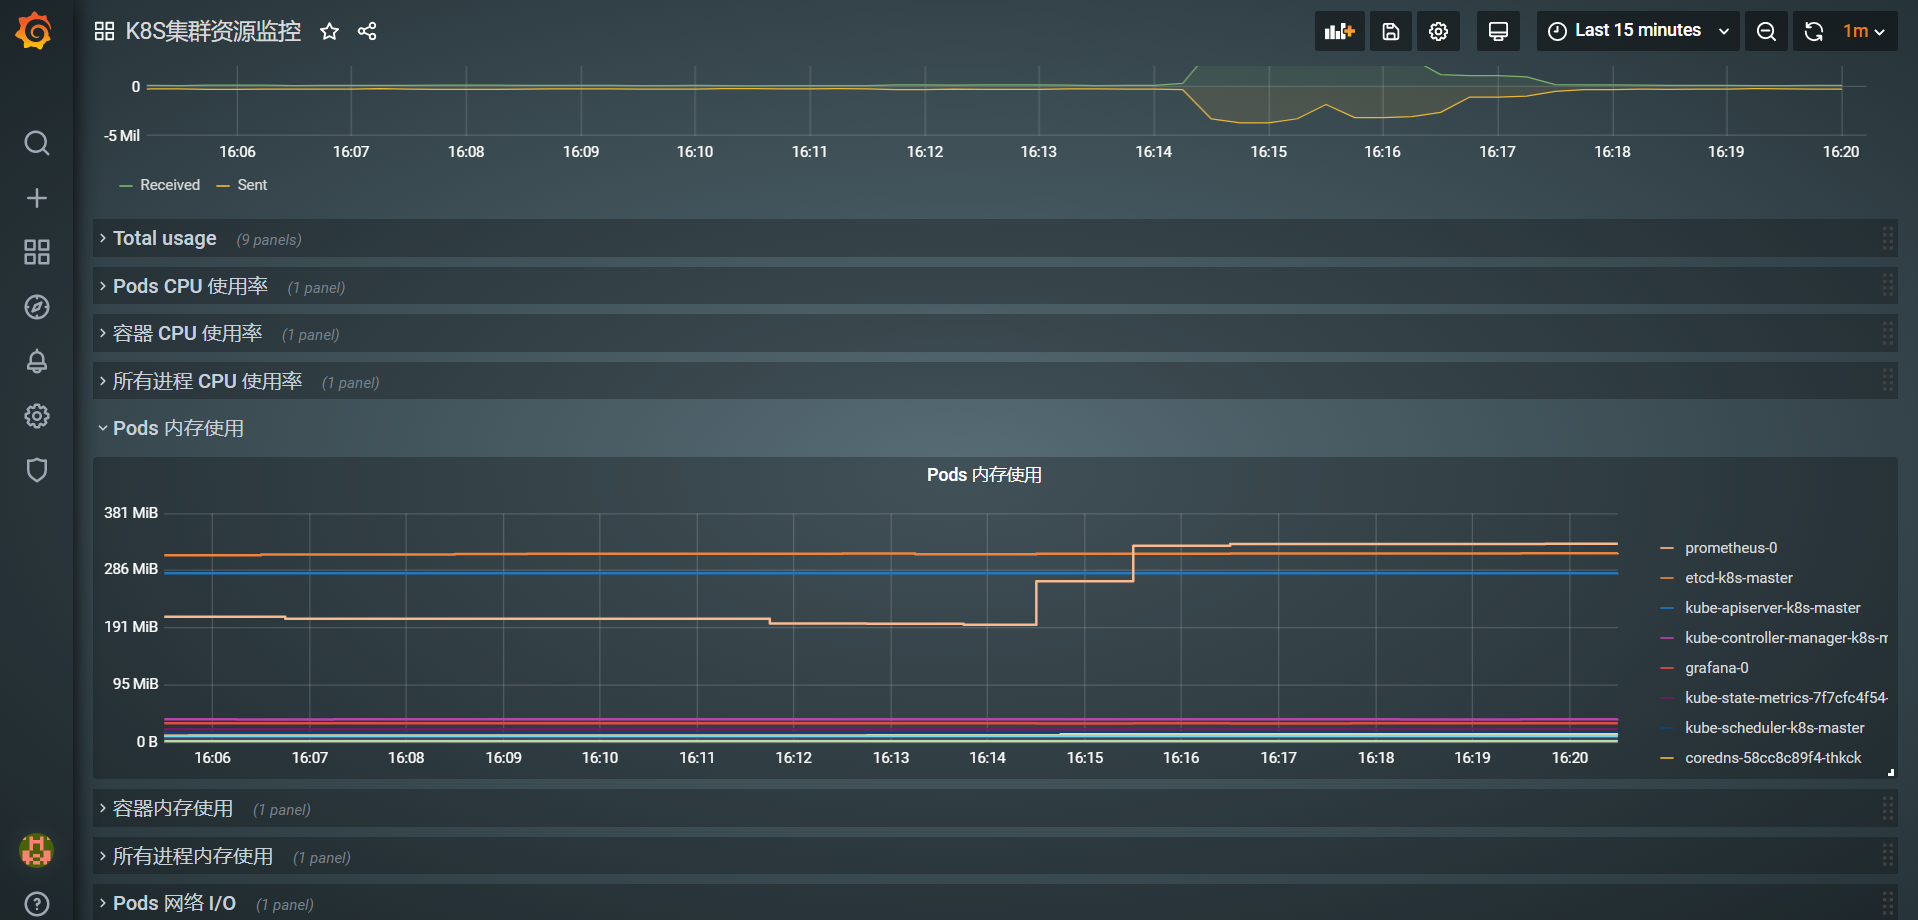 K8S集群资源监控
Last 15 minutes
1m
0
-5 Mil
16:06 16:07 16:08 16:09 16:10 16:11 16:12 16:13 16:14 16:15 16:16 16:17 16:18 16:19 16:20
Received Sent
Total usage (9 panels)
Pods CPU 使用率 (1 panel)
容器 CPU 使用率 (1 panel)
所有进程 CPU 使用率 (1 panel)
Pods 内存使用
Pods 内存使用
381 MiB
286 MiB
191 MiB
95 MiB
0 B
16:06 16:07 16:08 16:09 16:10 16:11 16:12 16:13 16:14 16:15 16:16 16:17 16:18 16:19 16:20
prometheus-0
etcd-k8s-master
kube-apiserver-k8s-master
kube-controller-manager-k8s-m
grafana-0
kube-state-metrics-7f7cfc4f54-
kube-scheduler-k8s-master
coredns-58cc8c89f4-thkck
容器内存使用 (1 panel)
所有进程内存使用 (1 panel)
Pods 网络 I/O (1 panel)